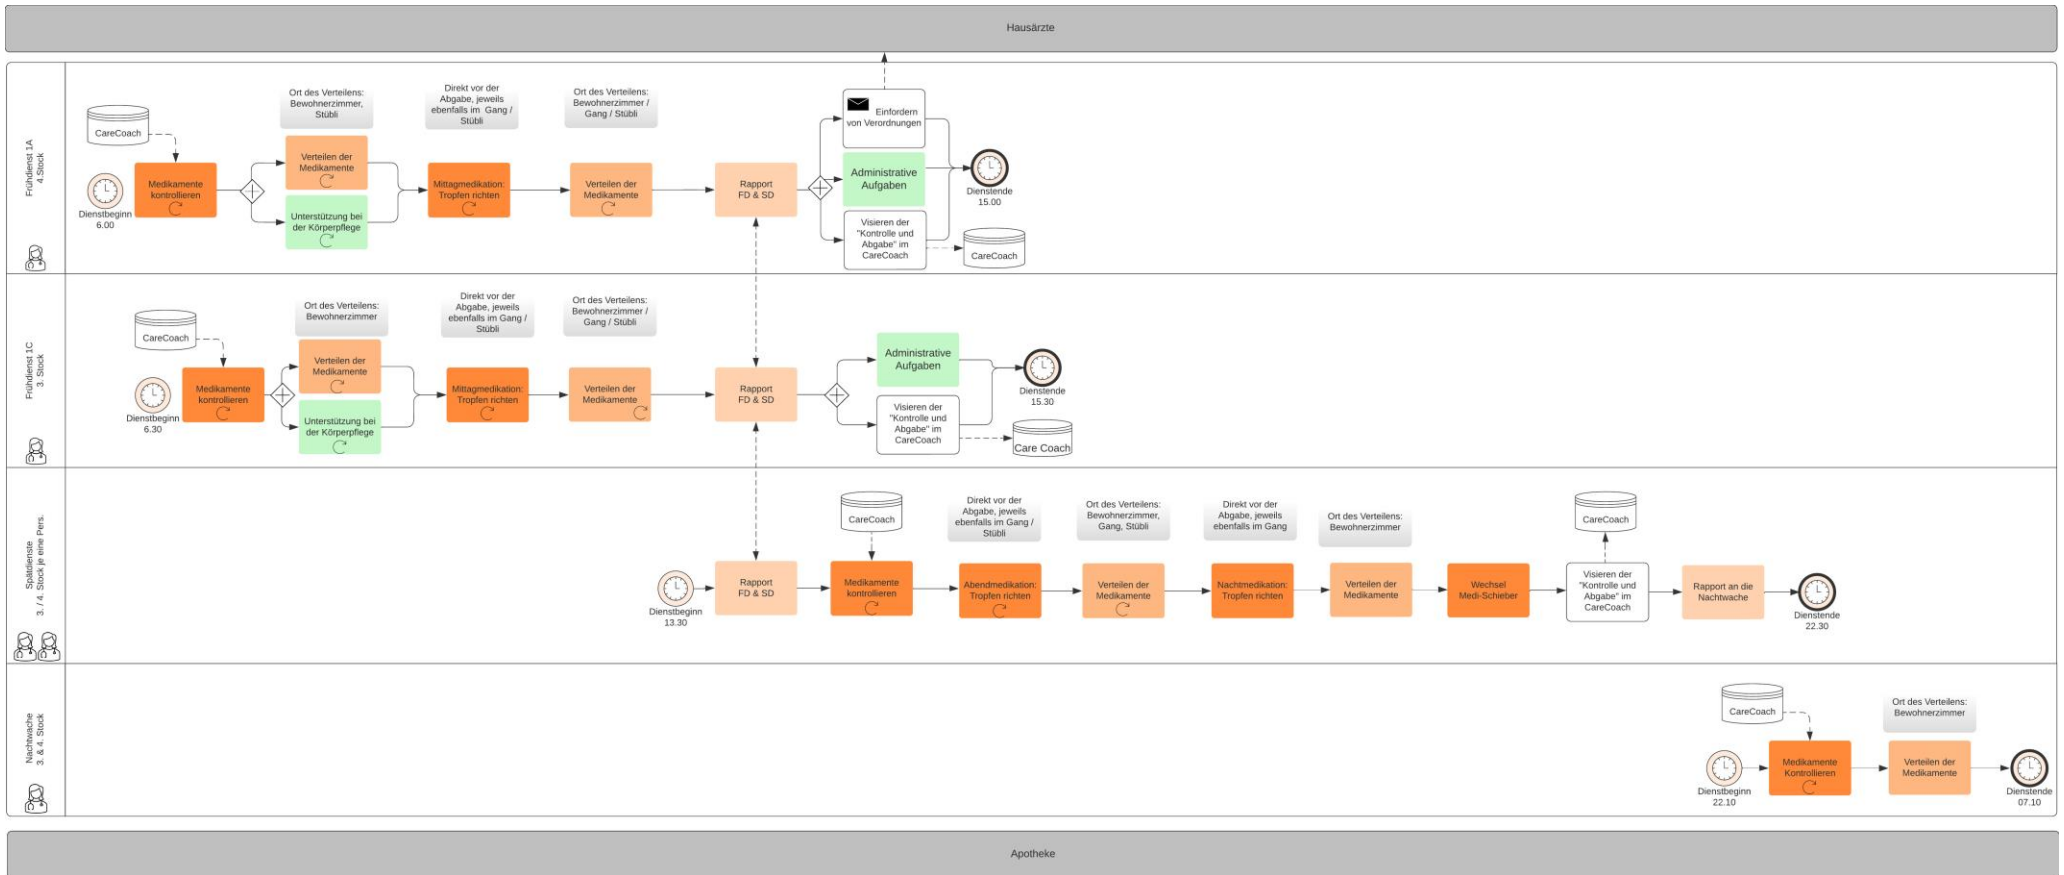 Hausärzte
Frühdienst 1A
4.Stock
CareCoach
Dienstbeginn
6.00
Medikamente
kontrollieren
Ort des Verteilens:
Bewohnerzimmer,
Stübli
Verteilen der
Medikamente
Unterstützung bei
der Körperpflege
Direkt vor der
Abgabe, jeweils
ebenfalls im Gang /
Stübli
Mittagmedikation:
Tropfen richten
Ort des Verteilens:
Bewohnerzimmer /
Gang / Stübli
Verteilen der
Medikamente
Rapport
FD & SD
Einfordern
von Verordnungen
Administrative
Aufgaben
Visieren der
"Kontrolle und
Abgabe" im
CareCoach
CareCoach
Dienstende
15.00
Frühdienst 1C
3. Stock
CareCoach
Dienstbeginn
6.30
Medikamente
kontrollieren
Ort des Verteilens:
Bewohnerzimmer
Verteilen der
Medikamente
Unterstützung bei
der Körperpflege
Direkt vor der
Abgabe, jeweils
ebenfalls im Gang /
Stübli
Mittagmedikation:
Tropfen richten
Ort des Verteilens:
Bewohnerzimmer /
Gang / Stübli
Verteilen der
Medikamente
Rapport
FD & SD
Administrative
Aufgaben
Visieren der
"Kontrolle und
Abgabe" im
CareCoach
Care Coach
Dienstende
15.30
Spätdienste
3. / 4. Stock je eine Pers.
Dienstbeginn
13.30
Rapport
FD & SD
CareCoach
Medikamente
kontrollieren
Direkt vor der
Abgabe, jeweils
ebenfalls im Gang /
Stübli
Abendmedikation:
Tropfen richten
Ort des Verteilens:
Bewohnerzimmer,
Gang, Stübli
Verteilen der
Medikamente
Direkt vor der
Abgabe, jeweils
ebenfalls im Gang
Nachtmedikation:
Tropfen richten
Ort des Verteilens:
Bewohnerzimmer
Verteilen der
Medikamente
Wechsel
Medi-Schieber
CareCoach
Visieren der
"Kontrolle und
Abgabe" im
CareCoach
Rapport an die
Nachtwache
Dienstende
22.30
Nachtwache
3. & 4. Stock
CareCoach
Dienstbeginn
22.10
Medikamente
Kontrollieren
Ort des Verteilens:
Bewohnerzimmer
Verteilen der
Medikamente
Dienstende
07.10
Apotheke